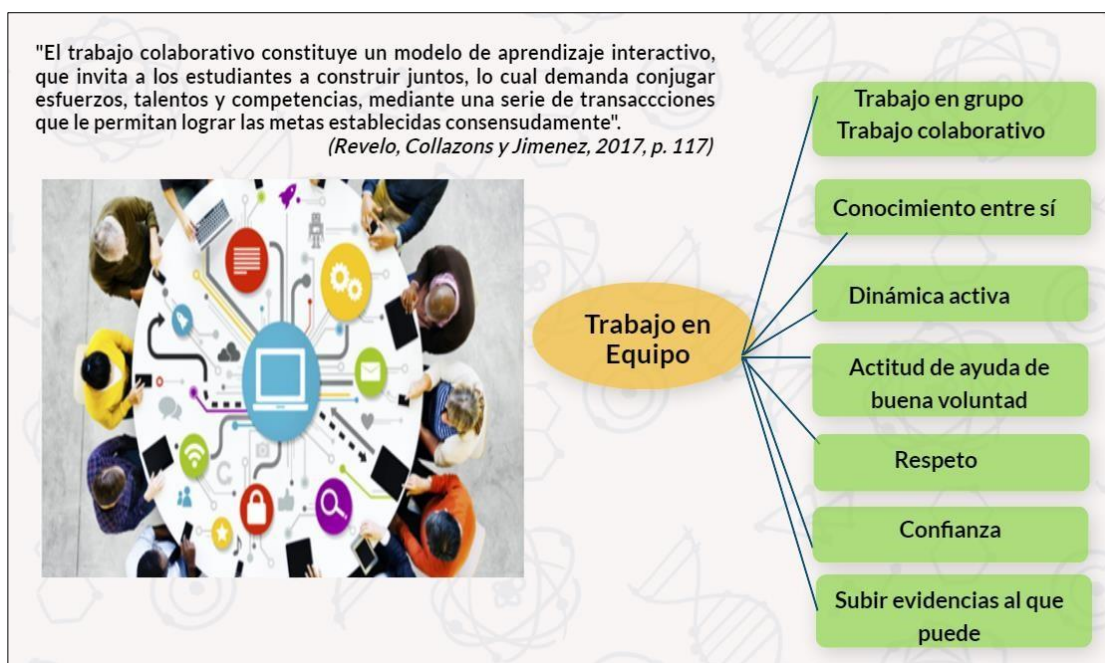 "El trabajo colaborativo constituye un modelo de aprendizaje interactivo,
que invita a los estudiantes a construir juntos, lo cual demanda conjugar
esfuerzos, talentos y competencias, mediante una serie de transaccciones
que le permitan lograr las metas establecidas consensudamente".
(Revelo, Collazons y Jimenez, 2017, p. 117)
Trabajo en
Equipo
Trabajo en grupo
Trabajo colaborativo
Conocimiento entre sí
Dinámica activa
Actitud de ayuda de
buena voluntad
Respeto
Confianza
Subir evidencias al que
puede